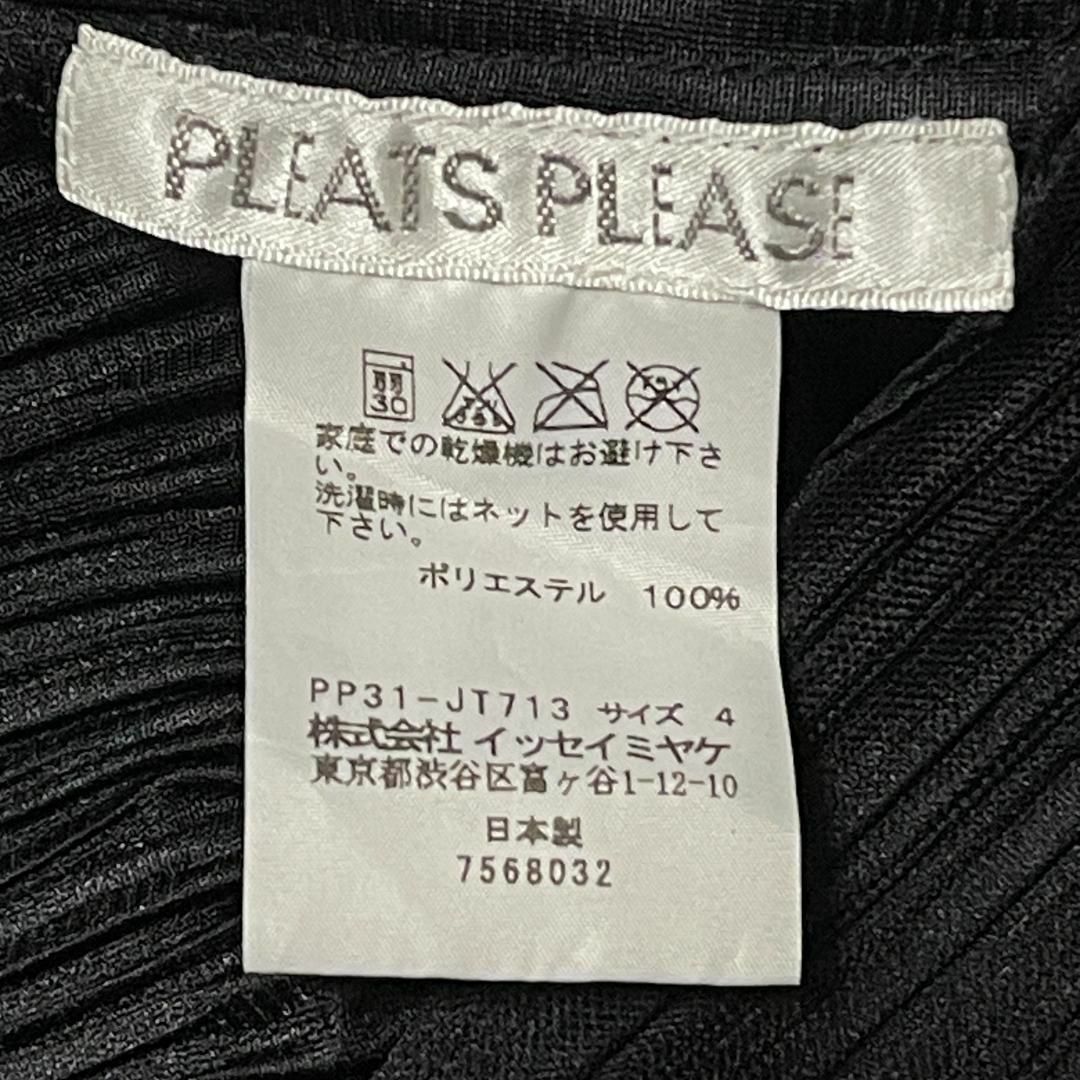 PLEATS PLEASE
弱
30
家庭での乾燥機はお避け下さ
い。
洗濯時にはネットを使用して
下さい。
ポリエステル 100%
PP31-JT713 サイズ 4
株式会社 イッセイミヤケ
東京都渋谷区富ヶ谷1-12-10
日本製
7568032